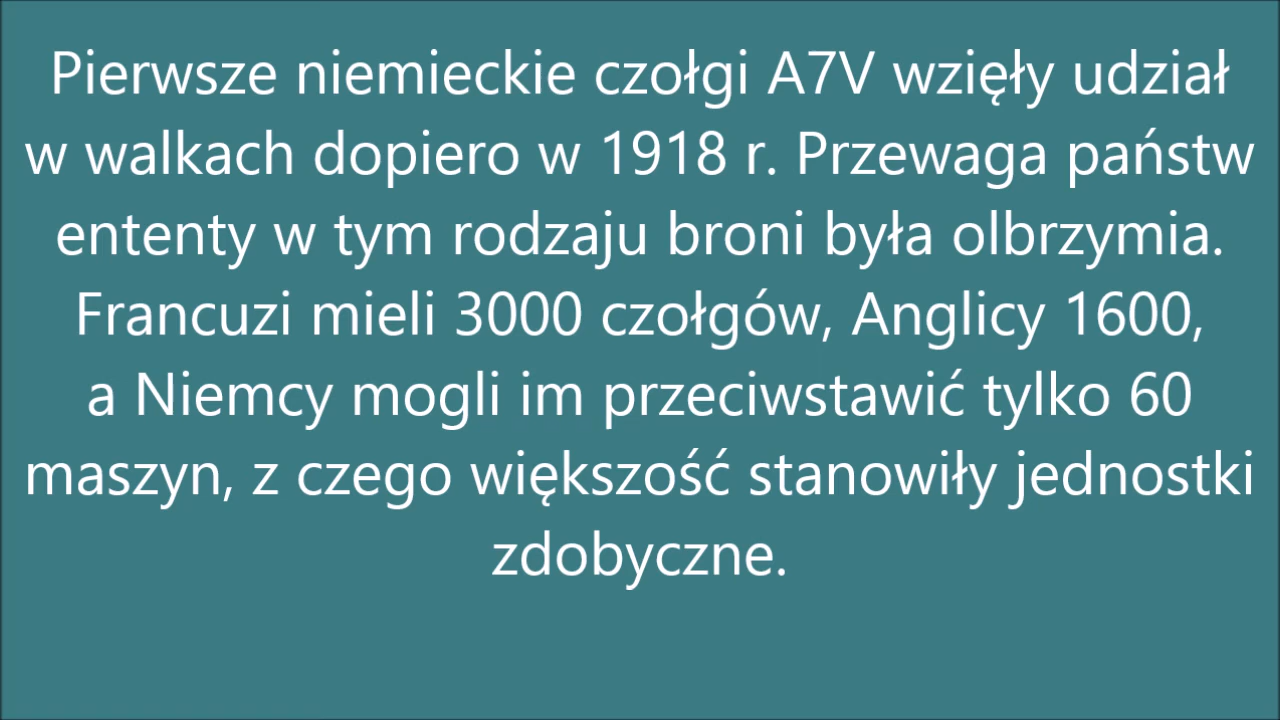 Pierwsze niemieckie czołgi A7V wzięły udział
w walkach dopiero w 1918 r. Przewaga państw
ententy w tym rodzaju broni była olbrzymia.
Francuzi mieli 3000 czołgów, Anglicy 1600,
a Niemcy mogli im przeciwstawić tylko 60
maszyn, z czego większość stanowiły jednostki
zdobyczne.